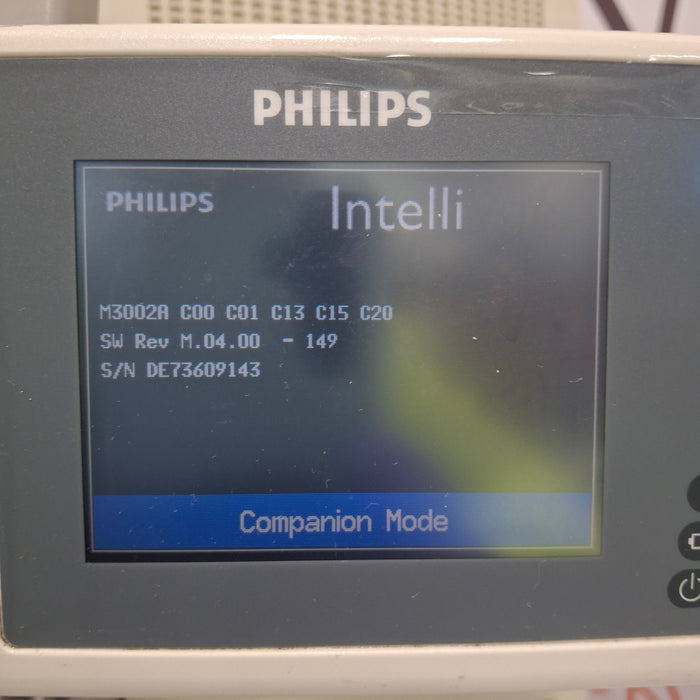 PHILIPS
PHILIPS Intelli
M3002A C00 C01 C13 C15 C20
SW Rev M.04.00 - 149
S/N DE73609143
Companion Mode